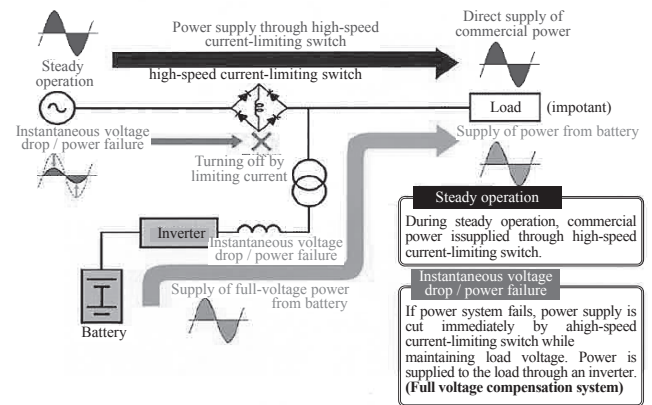 Power supply through high-speed
current-limiting switch
Direct supply of
commercial power
Steady
operation
high-speed current-limiting switch
Load
(impotant)
Instantaneous voltage
drop / power failure
Turning off by
limiting current
Supply of power from battery
Inverter
Instantaneous voltage
drop / power failure
Supply of full-voltage power
from battery
Battery
Steady operation
During steady operation, commercial
power issupplied through high-speed
current-limiting switch.
Instantaneous voltage
drop / power failure
If power system fails, power supply is
cut immediately by ahigh-speed
current-limiting switch while
maintaining load voltage. Power is
supplied to the load through an inverter.
(Full voltage compensation system)